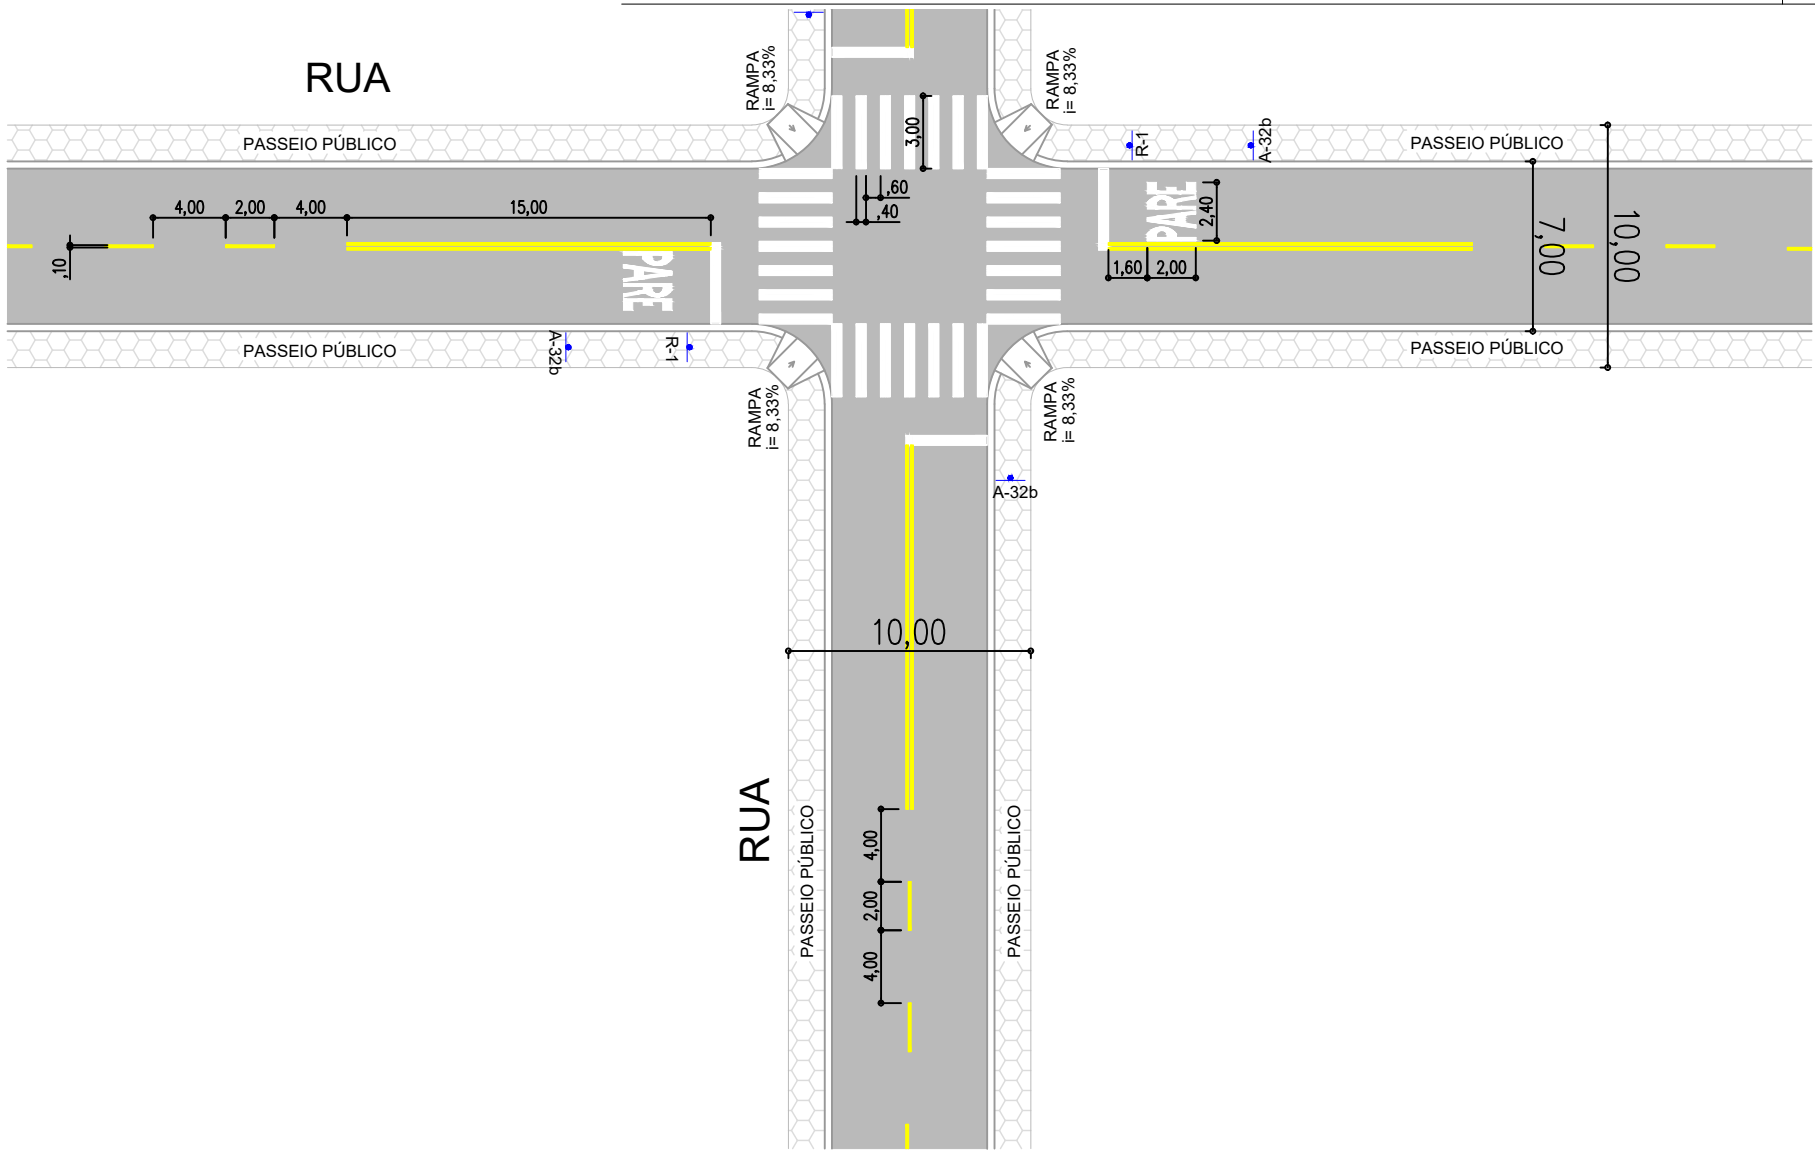 RUA
RAMPA
i= 8,33%
RAMPA
i= 8,33%
PASSEIO PÚBLICO
3,00
R-1
A-32b
PASSEIO PÚBLICO
4,00
2,00
4,00
15,00
,60
,40
PARE
2,40
7,00
10,00
,10
PARE
1,60
2,00
PASSEIO PÚBLICO
A-32b
R-1
PASSEIO PÚBLICO
RAMPA
i= 8,33%
RAMPA
i= 8,33%
A-32b
10,00
RUA
PASSEIO PÚBLICO
4,00
2,00
4,00
PASSEIO PÚBLICO